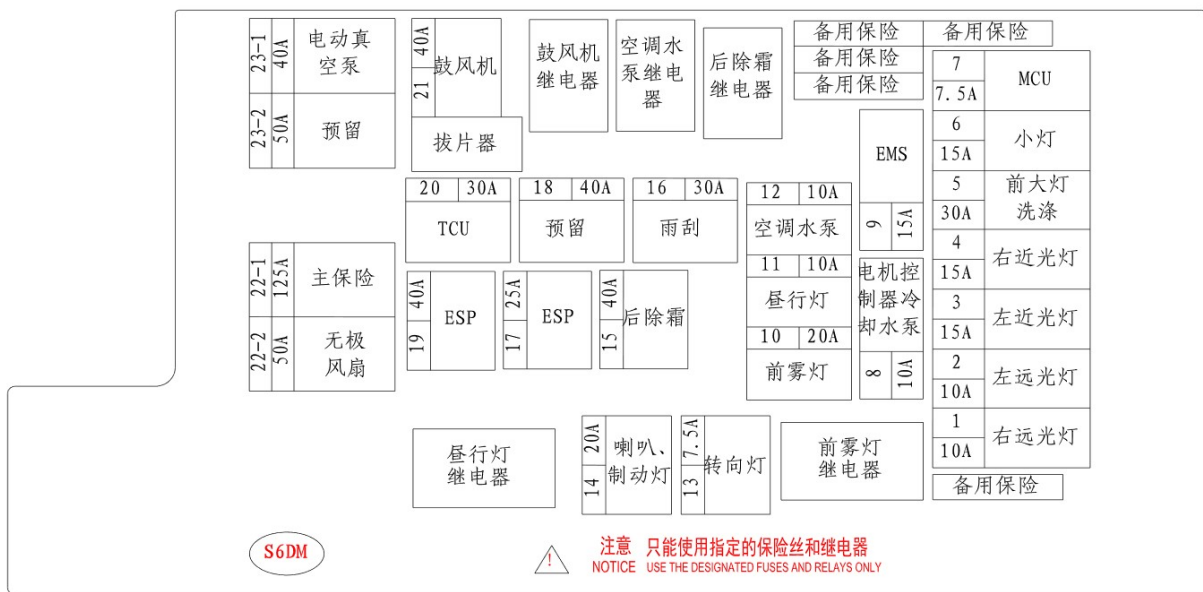 23-1 40A 电动真
空泵
23-2 50A 预留
21 40A 鼓风机
拔片器
鼓风机
继电器
空调水
泵继电
器
后除霜
继电器
备用保险 备用保险
备用保险
备用保险
7
7.5A
MCU
6
15A
小灯
5
30A
前大灯
洗涤
4
15A
右近光灯
3
15A
左近光灯
2
10A
左远光灯
1
10A
右远光灯
备用保险
EMS
9 15A
电机控
制器冷
却水泵
8 10A
20 30A
TCU
18 40A
预留
16 30A
雨刮
12 10A
空调水泵
11 10A
昼行灯
10 20A
前雾灯
22-1 125A 主保险
22-2 50A 无极
风扇
19 40A ESP
17 25A ESP
15 40A 后除霜
昼行灯
继电器
14 20A 喇叭、
制动灯
13 7.5A 转向灯
前雾灯
继电器
S6DM
!
注意 只能使用指定的保险丝和继电器
NOTICE USE THE DESIGNATED FUSES AND RELAYS ONLY